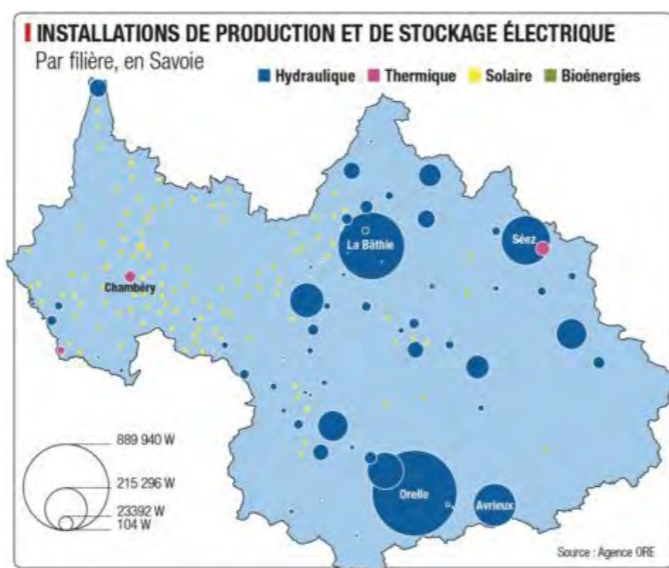 INSTALLATIONS DE PRODUCTION ET DE STOCKAGE ÉLECTRIQUE
Par filière, en Savoie
Hydraulique Thermique Solaire Bioénergies
La Bâthie
Séez
Chambéry
Orelle
Avrieux
889 940 W
215 296 W
23392 W
104 W
Source : Agence ORE